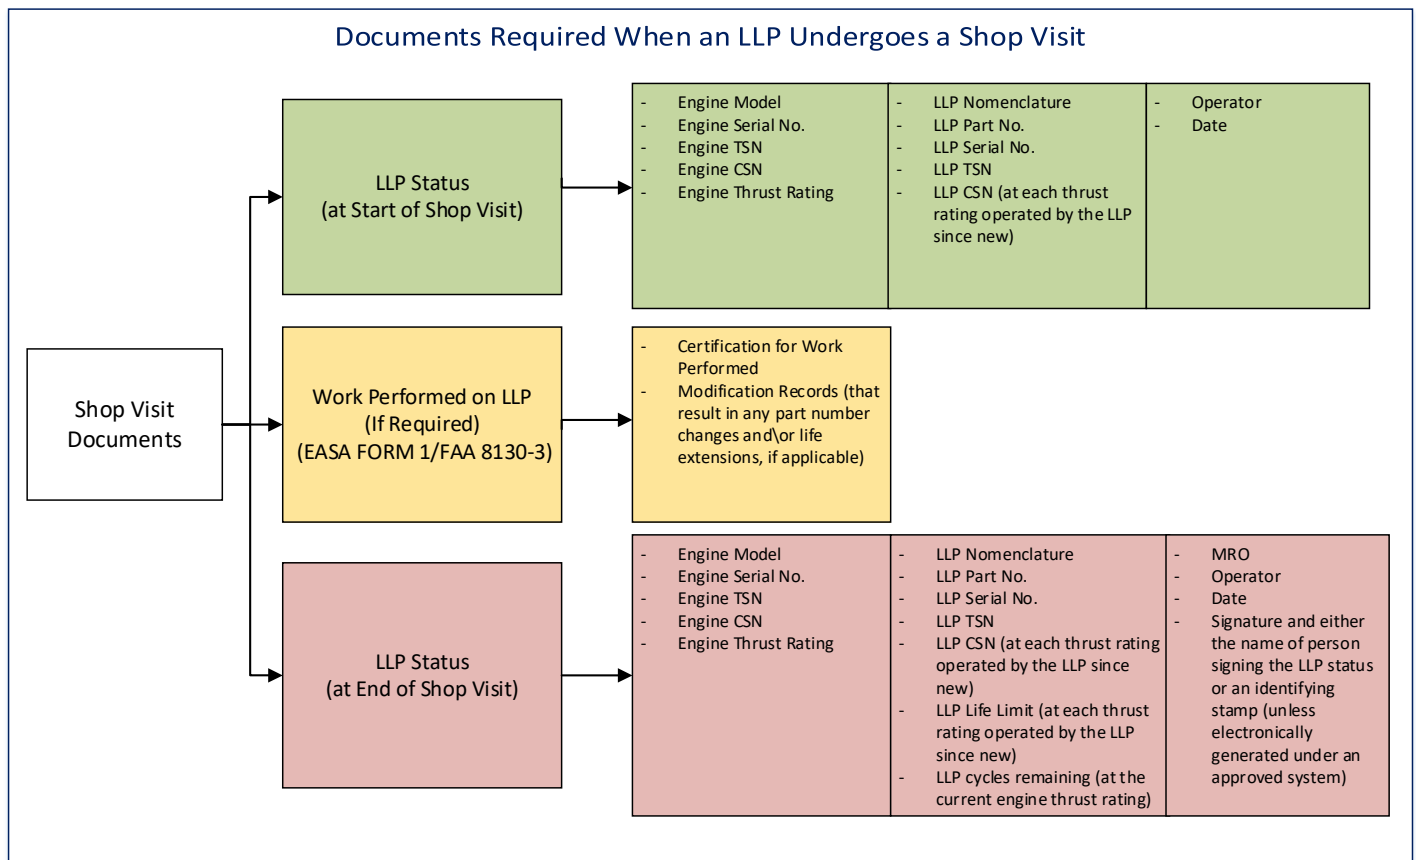 Documents Required When an LLP Undergoes a Shop Visit
Shop Visit
Documents
LLP Status
(at Start of Shop Visit)
- Engine Model
- Engine Serial No.
- Engine TSN
- Engine CSN
- Engine Thrust Rating
- LLP Nomenclature
- LLP Part No.
- LLP Serial No.
- LLP TSN
- LLP CSN (at each thrust
rating operated by the LLP
since new)
- Operator
- Date
Work Performed on LLP
(If Required)
(EASA FORM 1/FAA 8130-3)
- Certification for Work
Performed
- Modification Records (that
result in any part number
changes and\or life
extensions, if applicable)
LLP Status
(at End of Shop Visit)
- Engine Model
- Engine Serial No.
- Engine TSN
- Engine CSN
- Engine Thrust Rating
- LLP Nomenclature
- LLP Part No.
- LLP Serial No.
- LLP TSN
- LLP CSN (at each thrust rating
operated by the LLP since
new)
- LLP Life Limit (at each thrust
rating operated by the LLP
since new)
- LLP cycles remaining (at the
current engine thrust rating)
- MRO
- Operator
- Date
- Signature and either
the name of person
signing the LLP status
or an identifying
stamp (unless
electronically
generated under an
approved system)